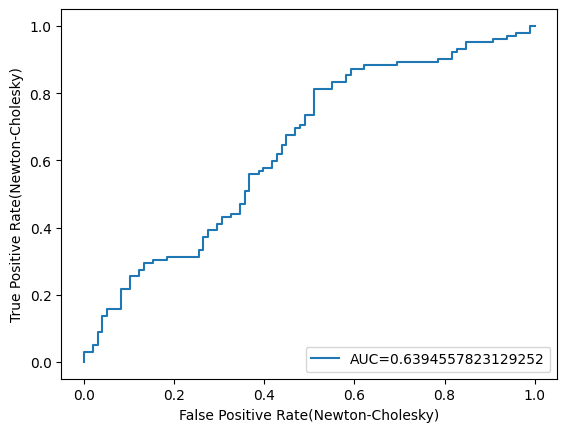 True Positive Rate(Newton-Cholesky)
1.0
0.8
0.6
0.4
0.2
0.0
AUC=0.6394557823129252
0.0 0.2 0.4 0.6 0.8 1.0
False Positive Rate(Newton-Cholesky)